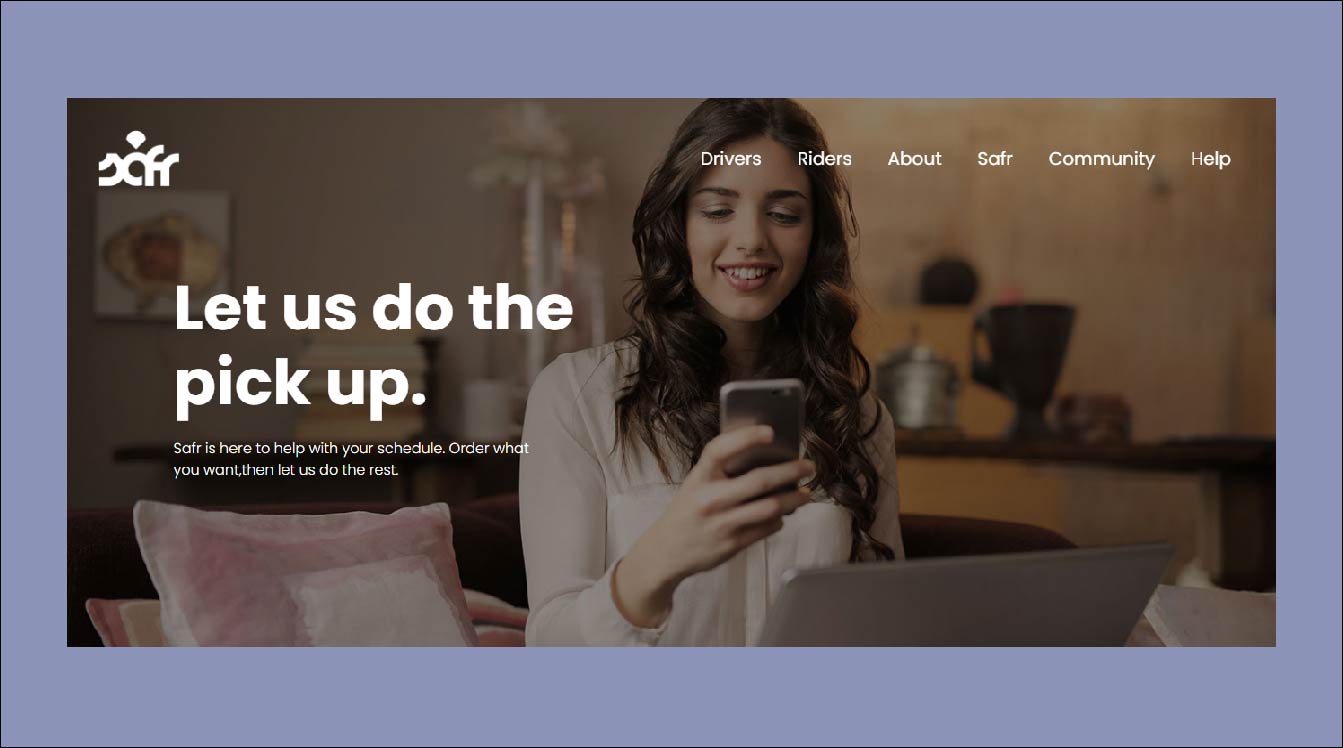 safr
Drivers Riders About Safr Community Help
Let us do the
pick up.
Safr is here to help with your schedule. Order what
you want,then let us do the rest.